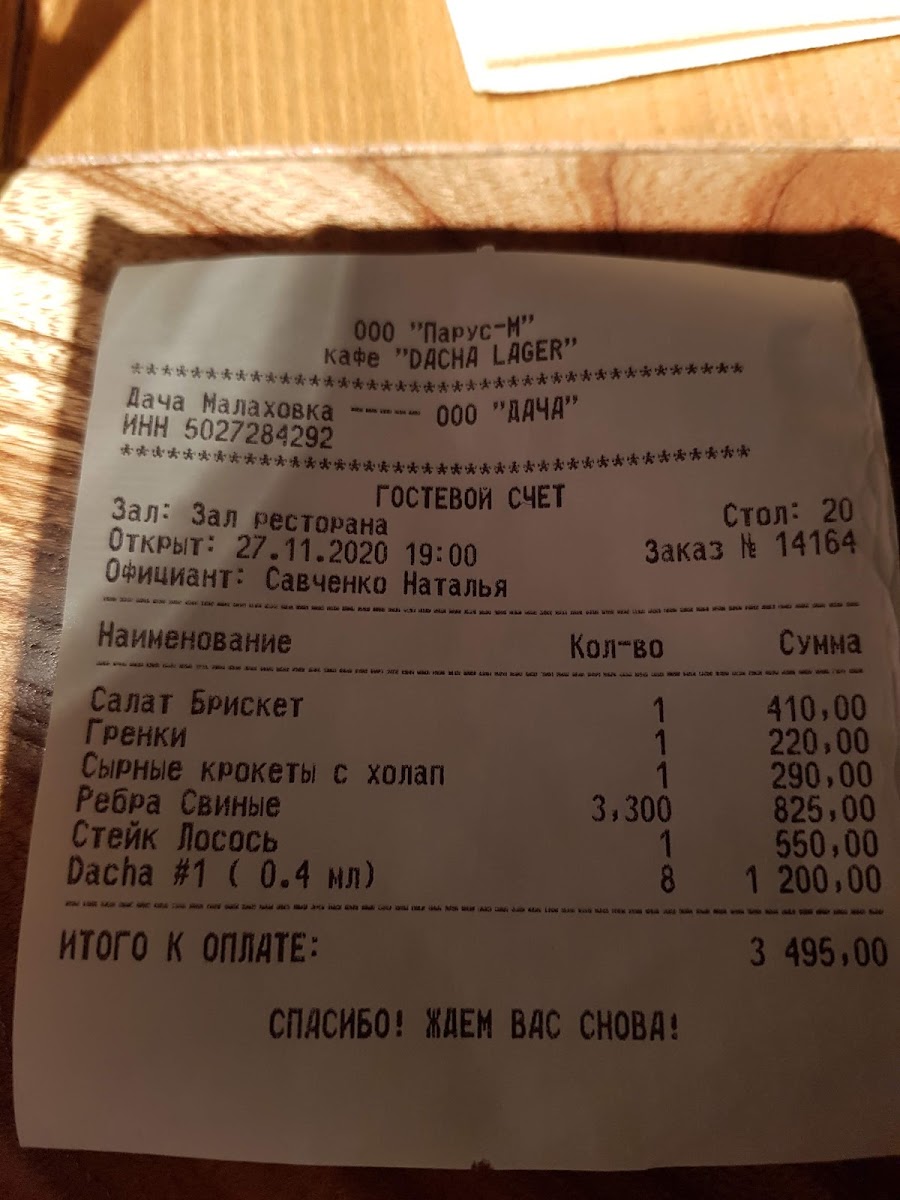 ООО "Парус-М"
кафе "DACHA LAGER"
****************************************
Дача Малаховка ---- ООО "ДАЧА"
ИНН 5027284292
****************************************
ГОСТЕВОЙ СЧЕТ
Зал: Зал ресторана Стол: 20
Открыт: 27.11.2020 19:00 Заказ № 14164
Официант: Савченко Наталья
Наименование Кол-во Сумма
Салат Брискет 1 410,00
Гренки 1 220,00
Сырные крокеты с холап 1 290,00
Ребра Свиные 3,300 825,00
Стейк Лосось 1 550,00
Dacha #1 ( 0.4 мл) 8 1 200,00
ИТОГО К ОПЛАТЕ: 3 495,00
СПАСИБО! ЖДЕМ ВАС СНОВА!